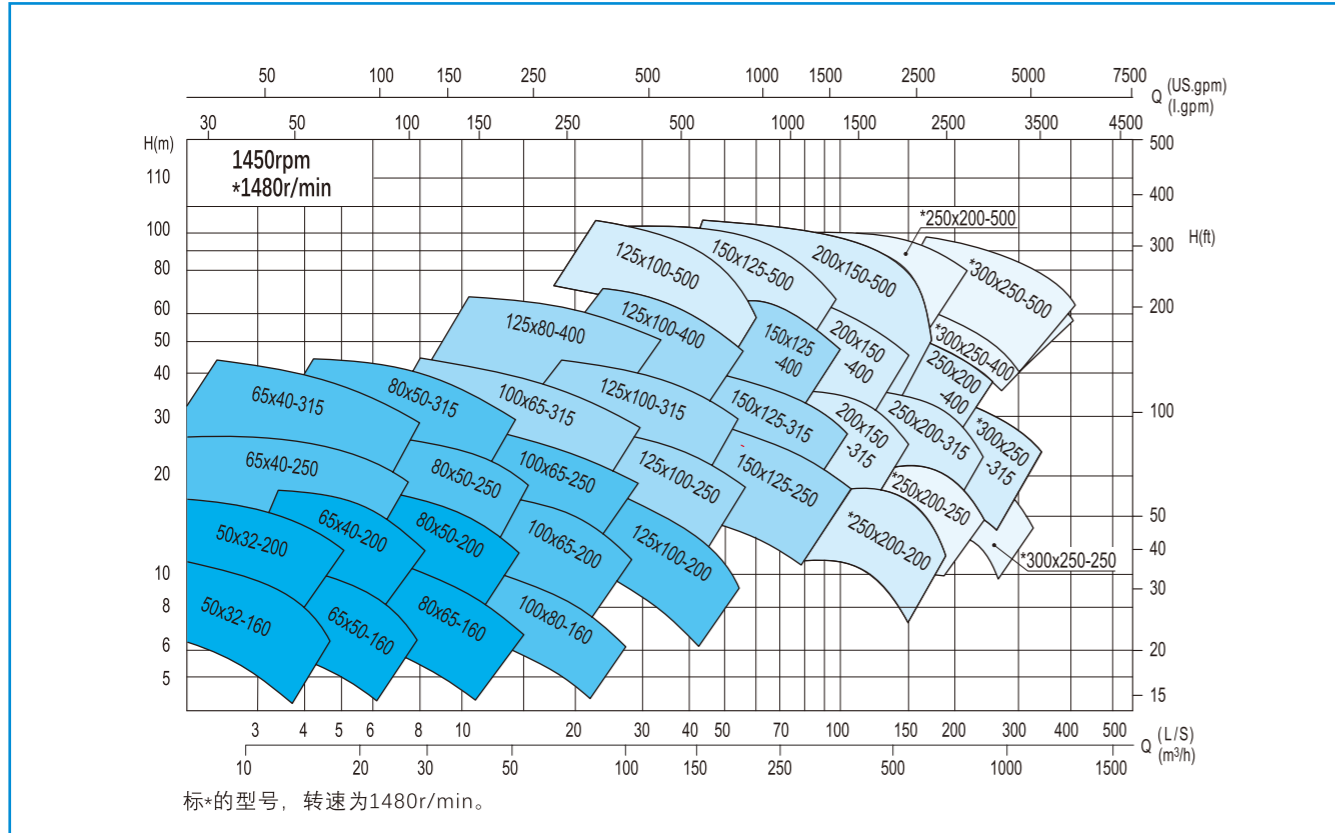 50 100 150 250 500 1000 1500 2500 5000 7500
Q (US.gpm)
(I.gpm)
30 50 100 150 250 500 1000 1500 2500 3500 4500
H(m)
1450rpm
*1480r/min
110
100
80
60
50
40
30
20
10
8
6
5
500
400
300
H(ft)
200
100
50
40
30
20
15
*250x200-500
125x100-500
150x125-500
200x150-500
*300x250-500
125x80-400
125x100-400
150x125
-400
200x150
-400
*300x250-400
250x200
-400
65x40-315
80x50-315
100x65-315
125x100-315
150x125-315
200x150
-315
250x200-315
*300x250
-315
65x40-250
80x50-250
100x65-250
125x100-250
150x125-250
*250x200-250
*300x250-250
50x32-200
65x40-200
80x50-200
100x65-200
125x100-200
*250x200-200
50x32-160
65x50-160
80x65-160
100x80-160
3 4 5 6 8 10 20 30 40 50 60 70 80 100 150 200 300 400 500
Q (L/S)
(m³/h)
10 20 30 50 100 150 250 500 1000 1500
标*的型号，转速为1480r/min。